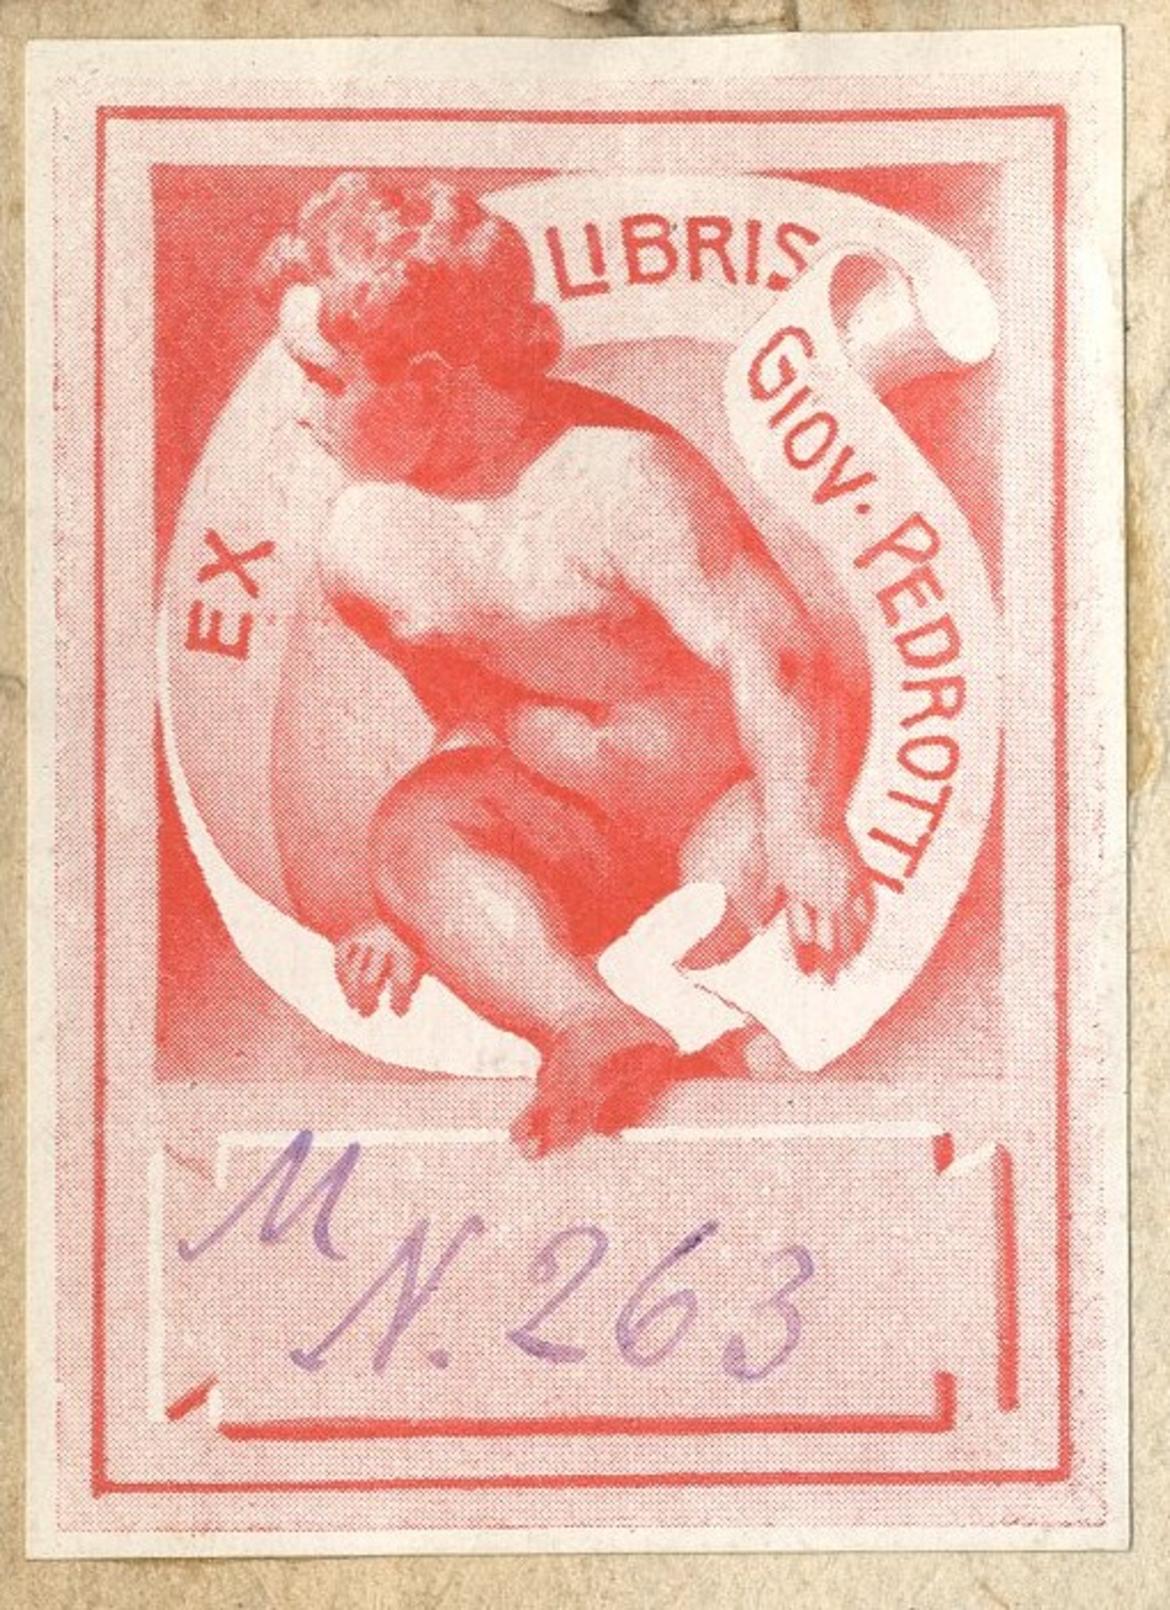 EX LIBRIS
GIOV. PEDROTTI
M
N. 263